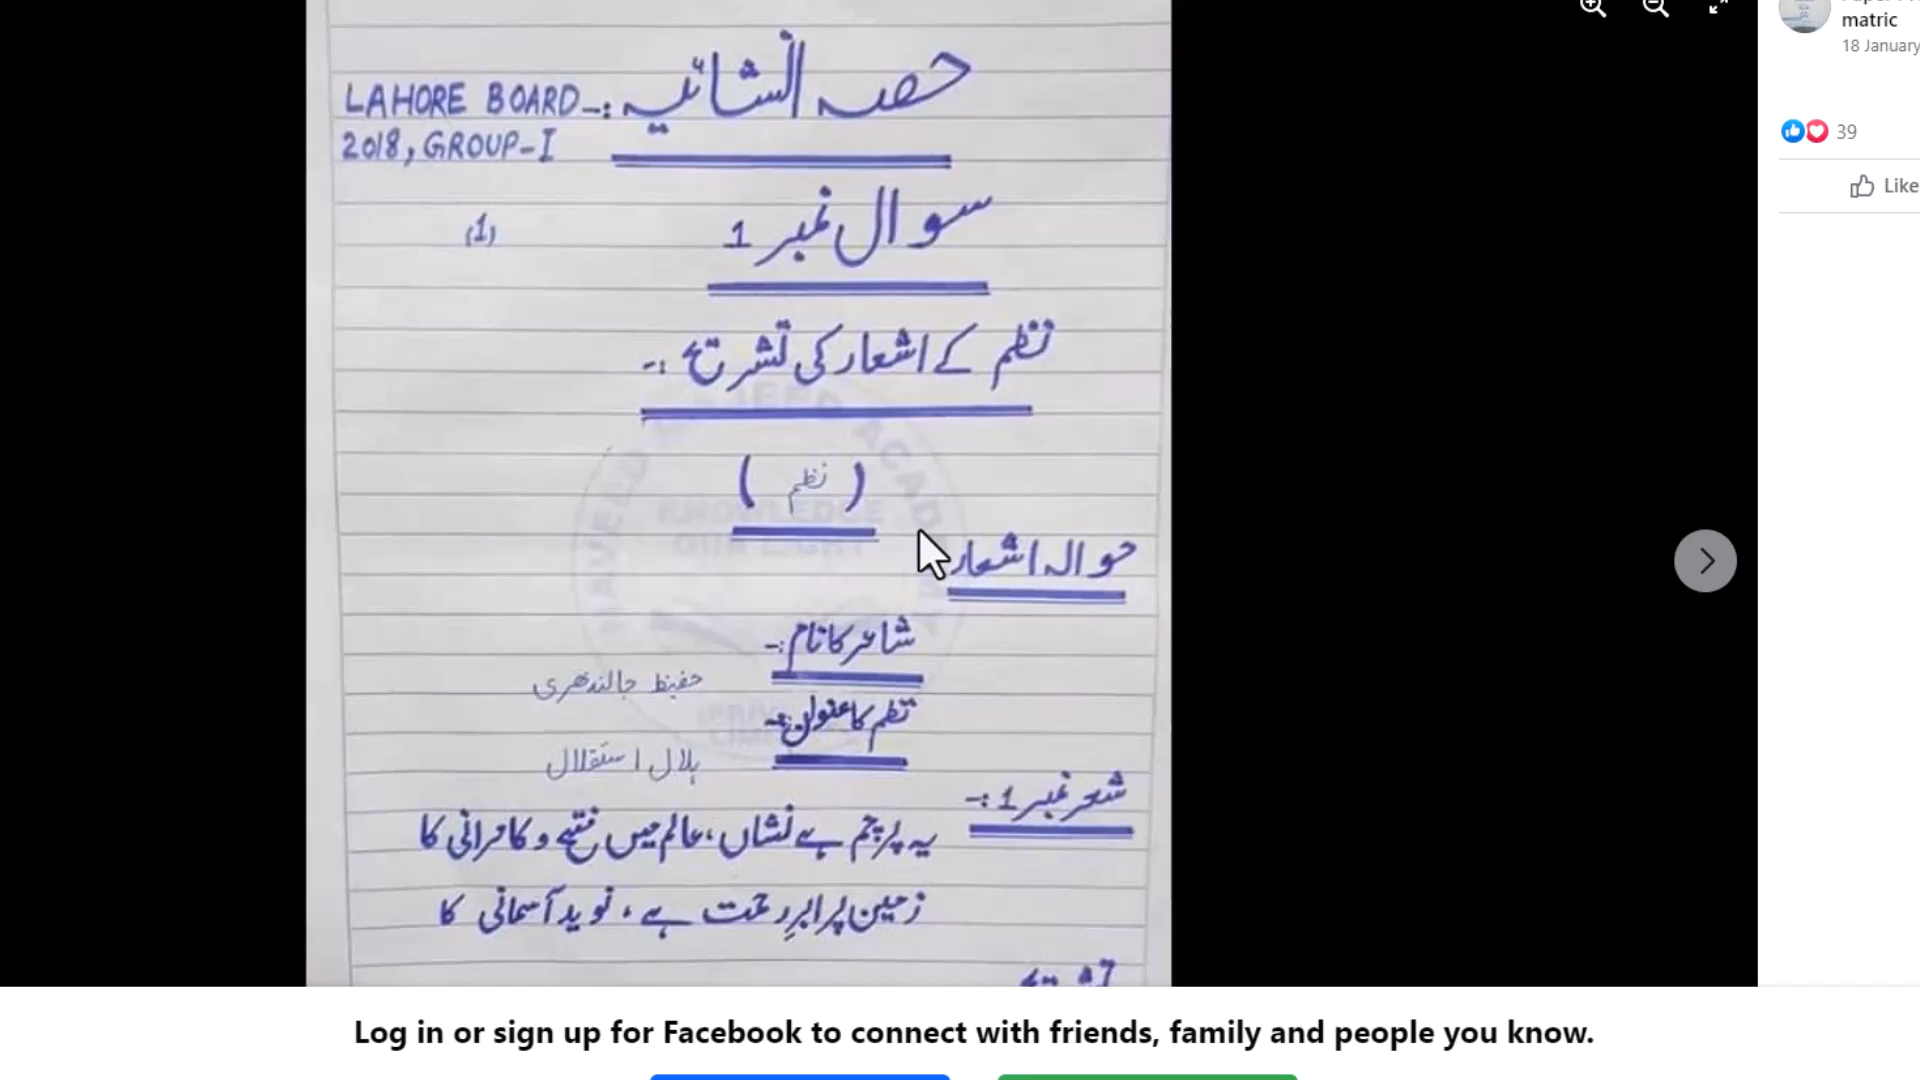 matric
18 January
حصہ انشائیہ :-
LAHORE BOARD
2018, GROUP-I
سوال نمبر 1
(1)
نظم کے اشعار کی تشریح :-
( نظم )
حوالہ اشعار
شاعر کا نام :-
حفیظ جالندھری
نظم کا عنوان :-
ہلال استقلال
شعر نمبر 1 :-
یہ پرچم ہے نشاں، عالم میں فتح و کامرانی کا
زمین پر ابرِ رحمت ہے، نوید آسمانی کا
39
Like
KNOWLEDGE
OUR LIGHT
Log in or sign up for Facebook to connect with friends, family and people you know.